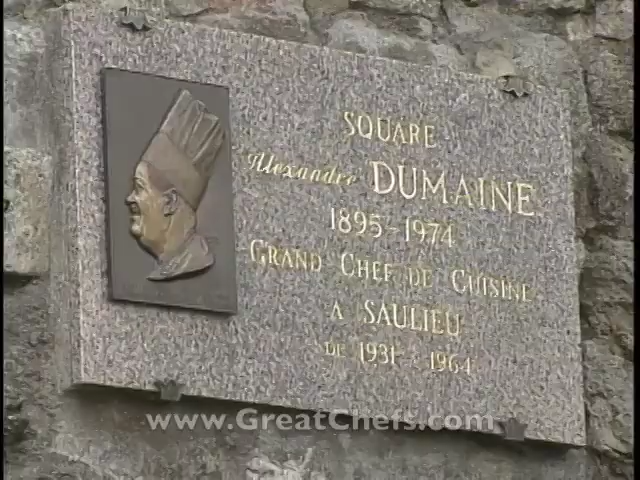 SQUARE
Alexandre DUMAINE
1895-1974
GRAND CHEF DE CUISINE
A SAULIEU
DE 1931 A 1964
www.GreatChefs.com